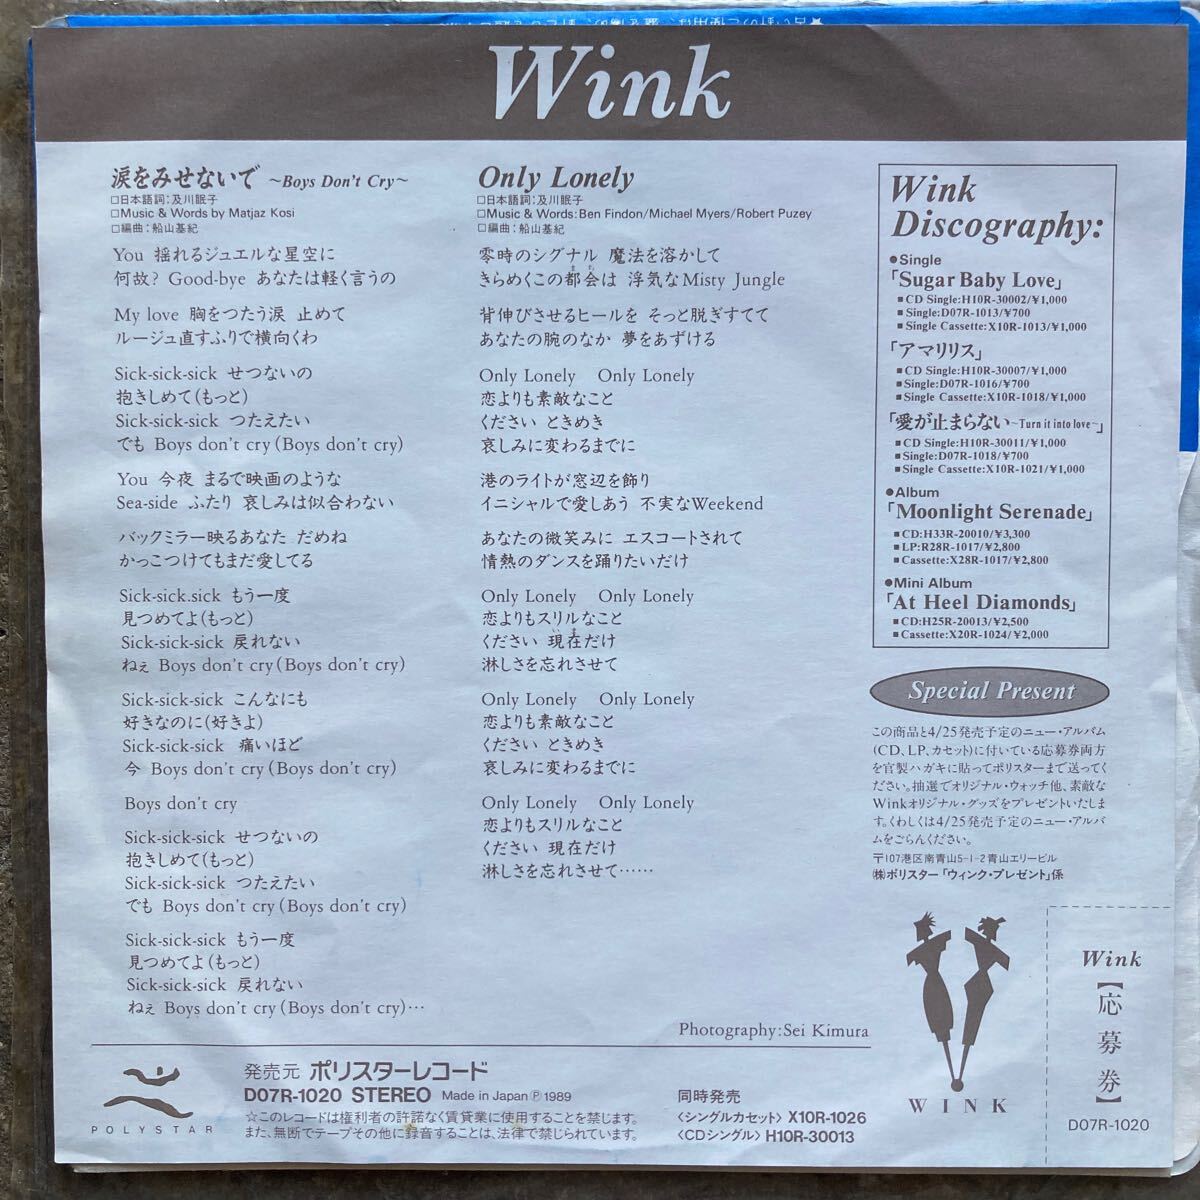 Wink
涙をみせないで ～Boys Don't Cry～
□日本語詞：及川眠子
□Music & Words by Matjaz Kosi
□編曲：船山基紀
You 揺れるジュエルな星空に
何故? Good-bye あなたは軽く言うの
My love 胸をつたう涙 止めて
ルージュ直すふりで横向くわ
Sick-sick-sick せつないの
抱きしめて(もっと)
Sick-sick-sick つたえたい
でも Boys don't cry (Boys don't cry)
You 今夜 まるで映画のような
Sea-side ふたり 哀しみは似合わない
バックミラー映るあなた だめね
かっこつけてもまだ愛してる
Sick-sick.sick もう一度
見つめてよ(もっと)
Sick-sick-sick 戻れない
ねぇ Boys don't cry (Boys don't cry)
Sick-sick-sick こんなにも
好きなのに(好きよ)
Sick-sick-sick 痛いほど
今 Boys don't cry (Boys don't cry)
Boys don't cry
Sick-sick-sick せつないの
抱きしめて(もっと)
Sick-sick-sick つたえたい
でも Boys don't cry (Boys don't cry)
Sick-sick-sick もう一度
見つめてよ(もっと)
Sick-sick-sick 戻れない
ねぇ Boys don't cry (Boys don't cry)…
Only Lonely
□日本語詞：及川眠子
□Music & Words: Ben Findon/Michael Myers/Robert Puzey
□編曲：船山基紀
零時のシグナル 魔法を溶かして
きらめくこの都会は 浮気なMisty Jungle
背伸びさせるヒールを そっと脱ぎすてて
あなたの腕のなか 夢をあずける
Only Lonely Only Lonely
恋よりも素敵なこと
ください ときめき
哀しみに変わるまでに
港のライトが窓辺を飾り
イニシャルで愛しあう 不実なWeekend
あなたの微笑みに エスコートされて
情熱のダンスを踊りたいだけ
Only Lonely Only Lonely
恋よりもスリルなこと
ください 現在だけ
淋しさを忘れさせて
Only Lonely Only Lonely
恋よりも素敵なこと
ください ときめき
哀しみに変わるまでに
Only Lonely Only Lonely
恋よりもスリルなこと
ください 現在だけ
淋しさを忘れさせて……
Photography: Sei Kimura
Wink
Discography:
●Single
「Sugar Baby Love」
■CD Single:H10R-30002/¥1,000
■Single:D07R-1013/¥700
■Single Cassette:X10R-1013/¥1,000
「アマリリス」
■CD Single:H10R-30007/¥1,000
■Single:D07R-1016/¥700
■Single Cassette:X10R-1018/¥1,000
「愛が止まらない～Turn it into love～」
■CD Single:H10R-30011/¥1,000
■Single:D07R-1018/¥700
■Single Cassette:X10R-1021/¥1,000
●Album
「Moonlight Serenade」
■CD:H33R-20010/¥3,300
■LP:R28R-1017/¥2,800
■Cassette:X28R-1017/¥2,800
●Mini Album
「At Heel Diamonds」
■CD:H25R-20013/¥2,500
■Cassette:X20R-1024/¥2,000
Special Present
この商品と4/25発売予定のニュー・アルバム
(CD、LP、カセット)に付いている応募券両方
を官製ハガキに貼ってポリスターまで送ってく
ださい。抽選でオリジナル・ウォッチ他、素敵な
Winkオリジナル・グッズをプレゼントいたしま
す。くわしくは4/25発売予定のニュー・アルバ
ムをごらんください。
〒107港区南青山5-1-2青山エリービル
㈱ポリスター「ウィンク・プレゼント」係
WINK
Wink
【応募券】
D07R-1020
POLYSTAR
発売元 ポリスターレコード
D07R-1020 STEREO Made in Japan Ⓟ1989
☆このレコードは権利者の許諾なく賃貸業に使用することを禁じます。
また、無断でテープその他に録音することは、法律で禁じられています。
同時発売
〈シングルカセット〉X10R-1026
〈CDシングル〉H10R-30013